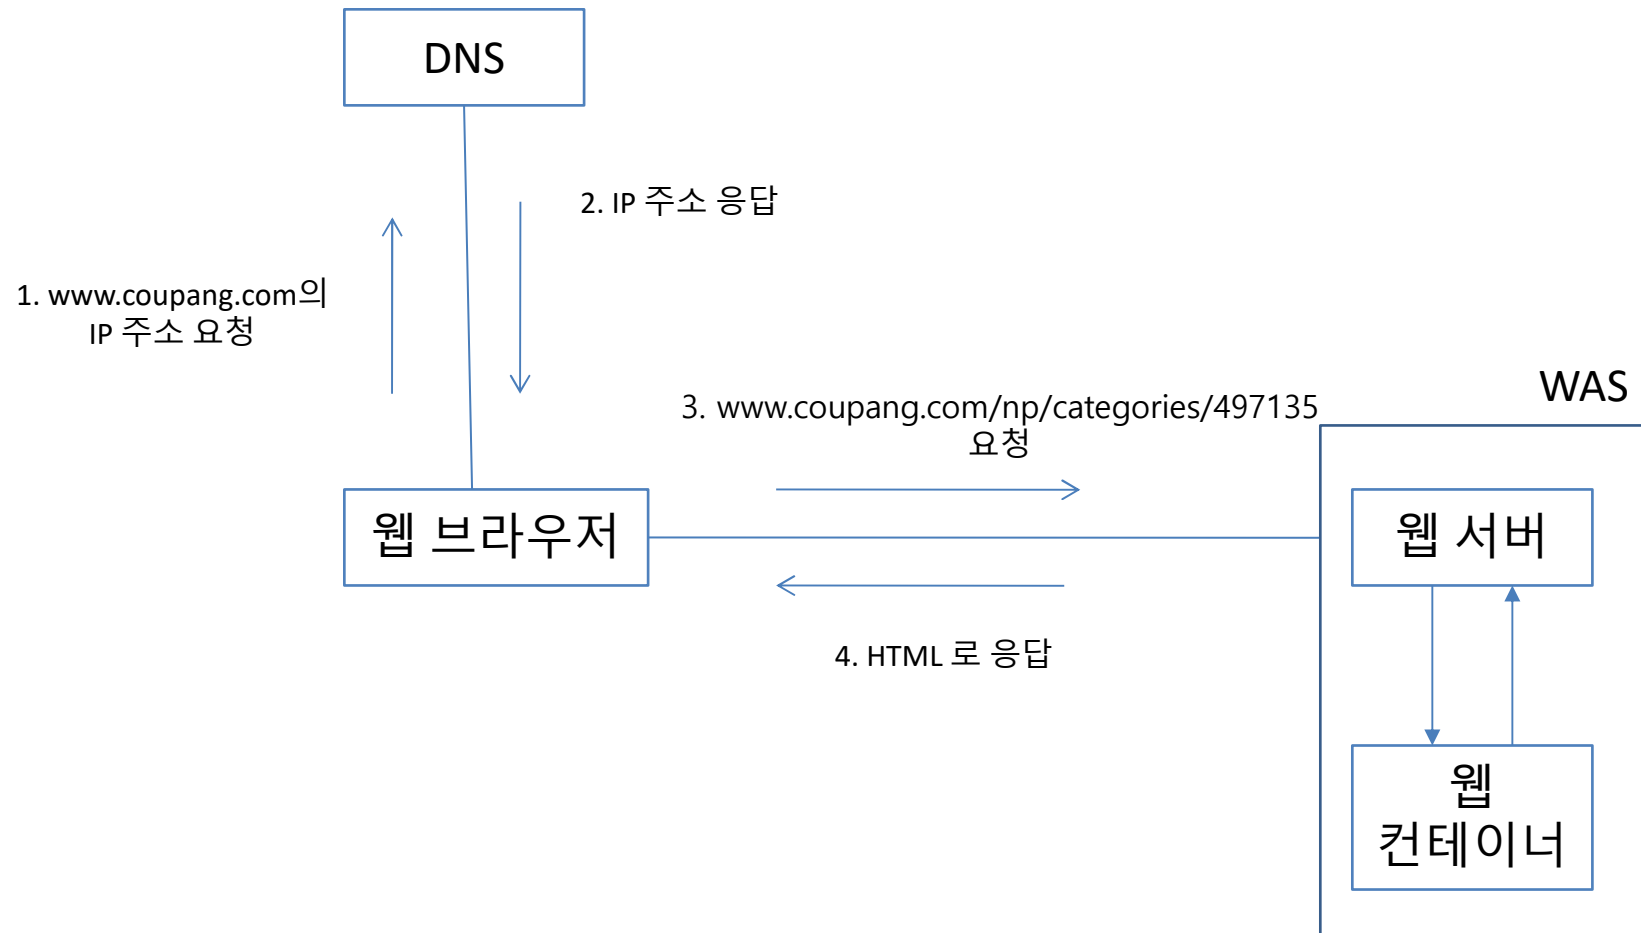 DNS
2. IP 주소 응답
1. www.coupang.com의
IP 주소 요청
WAS
3. www.coupang.com/np/categories/497135
요청
웹 브라우저
웹 서버
4. HTML 로 응답
웹
컨테이너